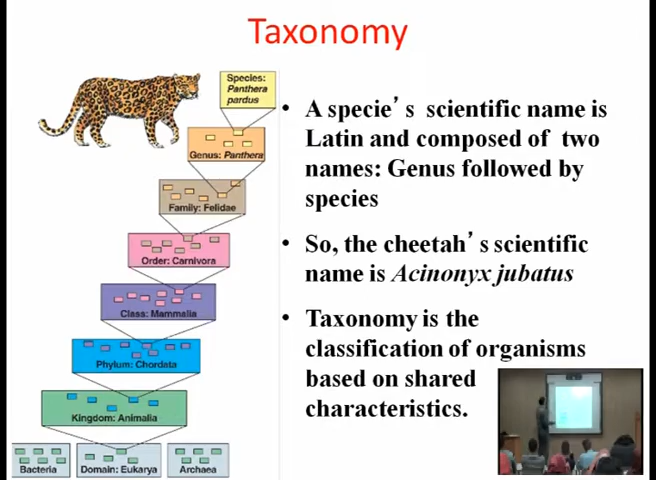 Taxonomy
Species:
Panthera
pardus
Genus: Panthera
Family: Felidae
Order: Carnivora
Class: Mammalia
Phylum: Chordata
Kingdom: Animalia
Bacteria
Domain: Eukarya
Archaea
• A specie’s scientific name is
Latin and composed of two
names: Genus followed by
species
• So, the cheetah’s scientific
name is Acinonyx jubatus
• Taxonomy is the
classification of organisms
based on shared
characteristics.